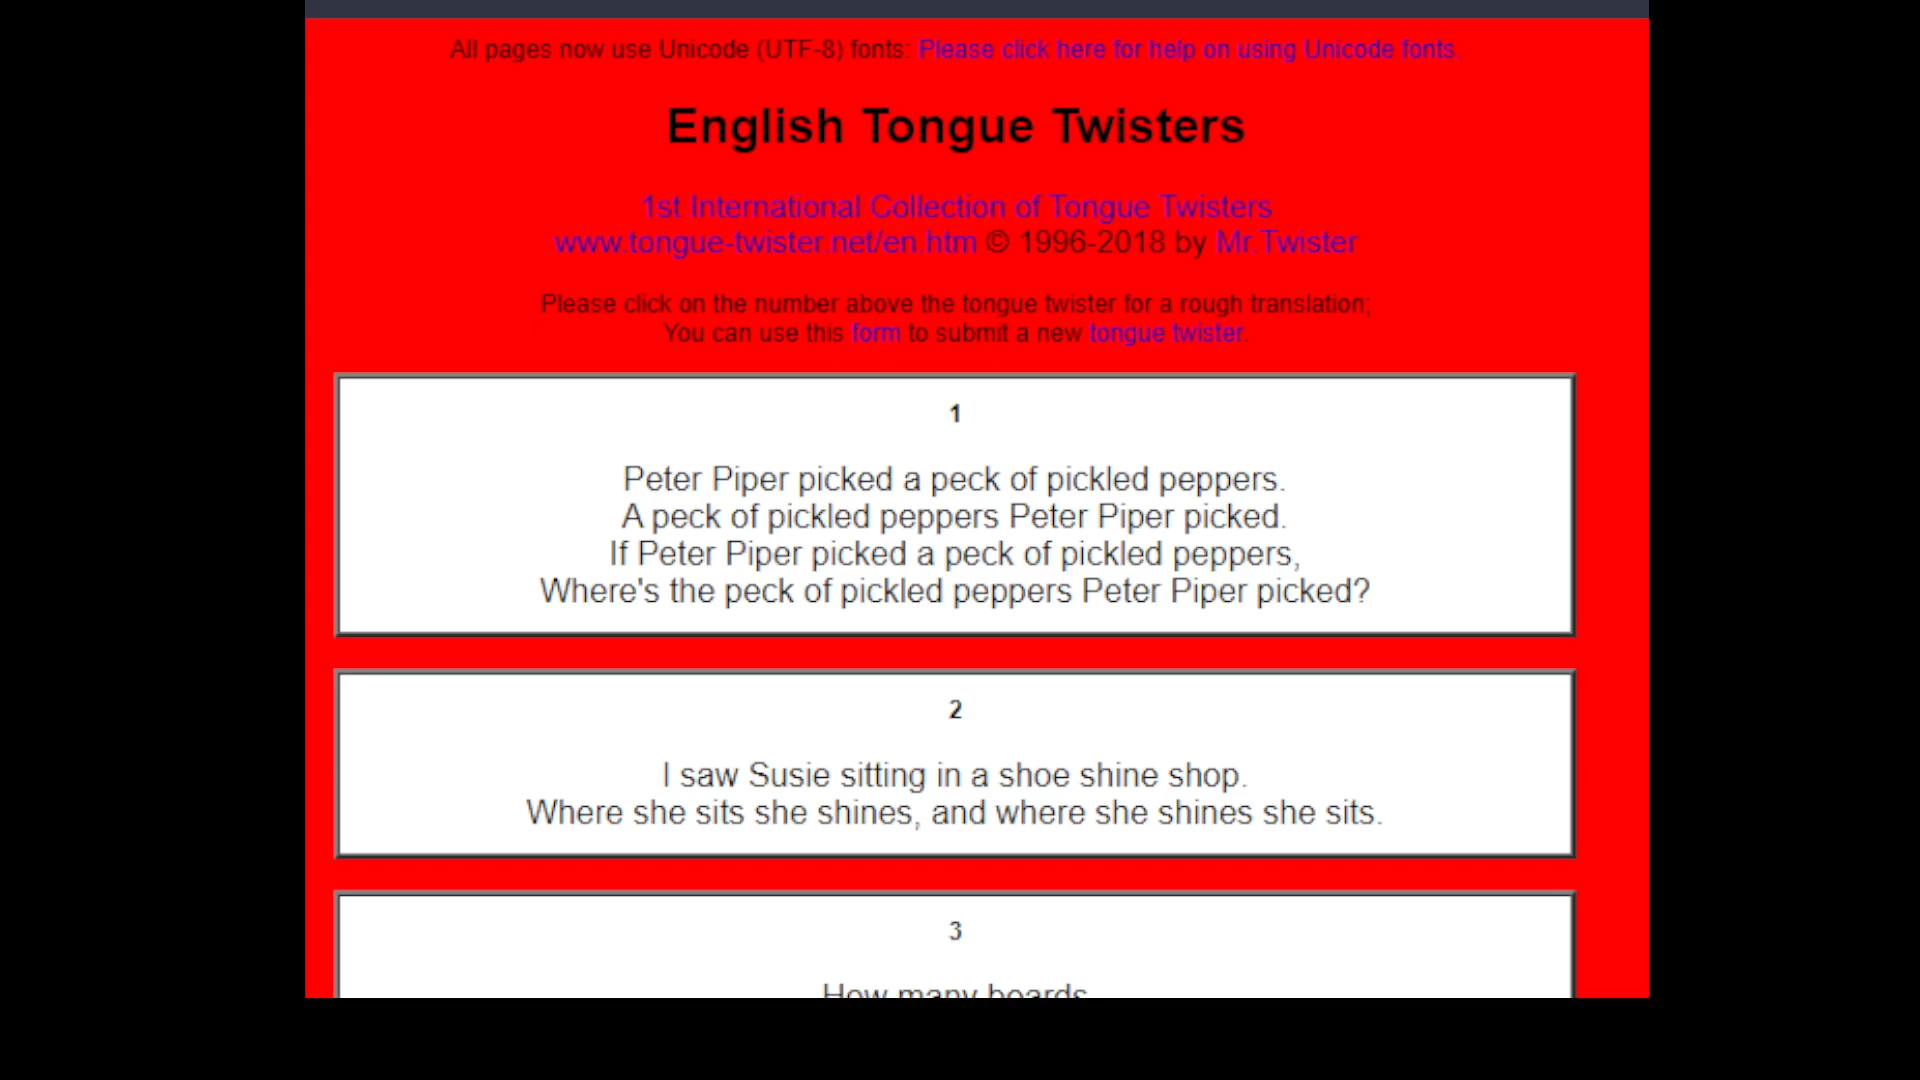 All pages now use Unicode (UTF-8) fonts: Please click here for help on using Unicode fonts.
English Tongue Twisters
1st International Collection of Tongue Twisters
www.tongue-twister.net/en.htm © 1996-2018 by Mr.Twister
Please click on the number above the tongue twister for a rough translation;
You can use this form to submit a new tongue twister.
1
Peter Piper picked a peck of pickled peppers.
A peck of pickled peppers Peter Piper picked.
If Peter Piper picked a peck of pickled peppers,
Where's the peck of pickled peppers Peter Piper picked?
2
I saw Susie sitting in a shoe shine shop.
Where she sits she shines, and where she shines she sits.
3
How many boards